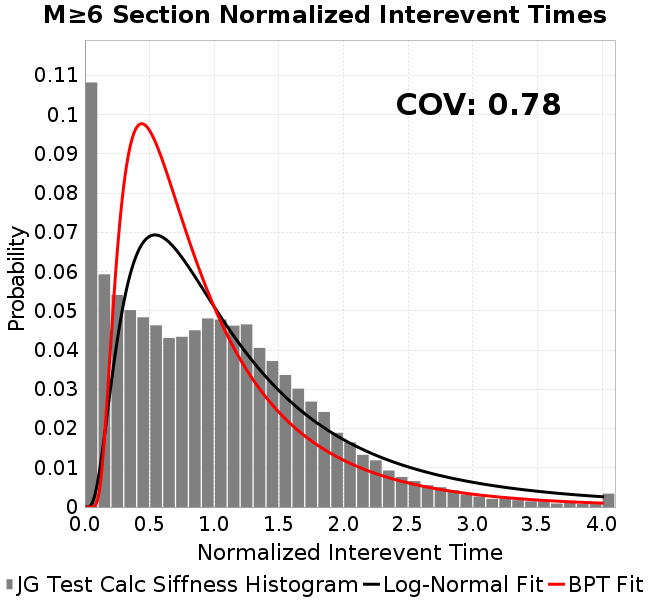 M≥6 Section Normalized Interevent Times
COV: 0.78
Probability
0.11
0.1
0.09
0.08
0.07
0.06
0.05
0.04
0.03
0.02
0.01
0
0.0 0.5 1.0 1.5 2.0 2.5 3.0 3.5 4.0
Normalized Interevent Time
JG Test Calc Siffness Histogram Log-Normal Fit BPT Fit